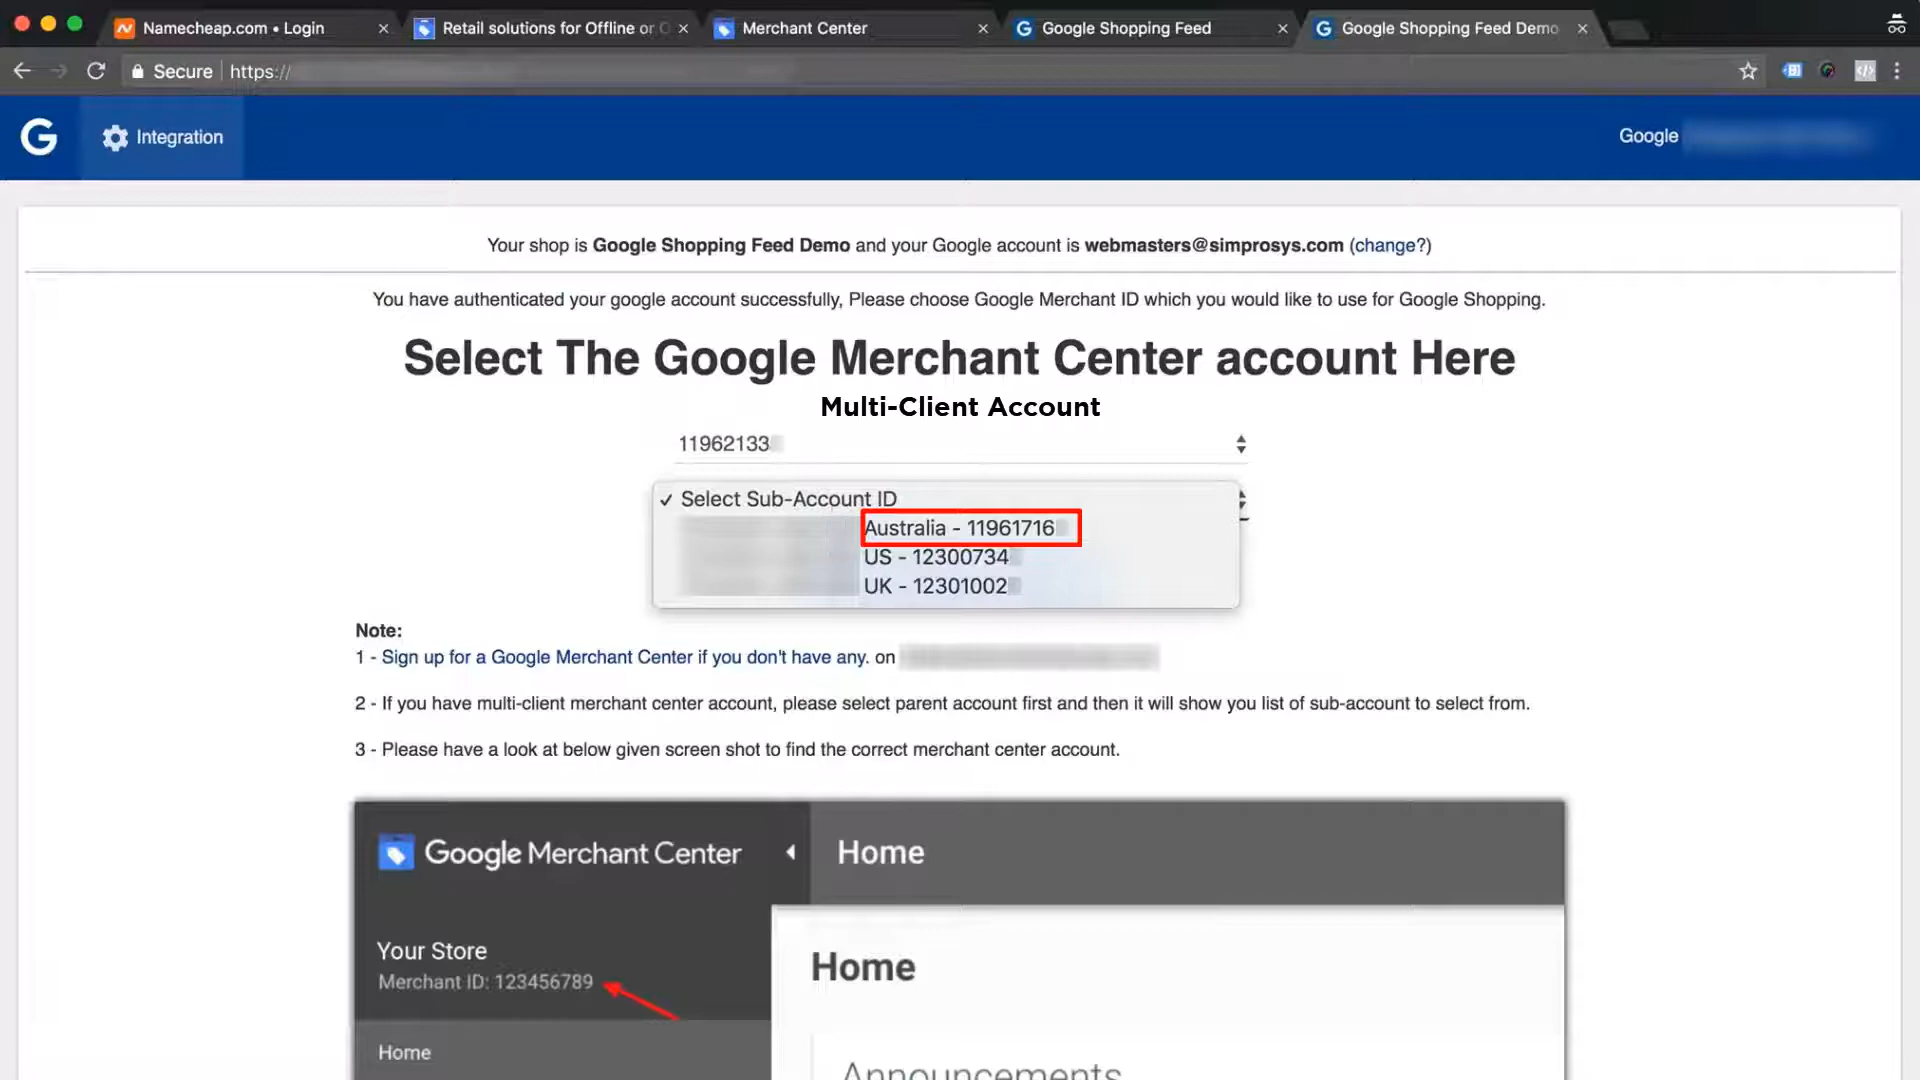 Namecheap.com • Login
Retail solutions for Offline or O
Merchant Center
Google Shopping Feed
Google Shopping Feed Demo
Secure
https://
G
Integration
Google
Your shop is Google Shopping Feed Demo and your Google account is webmasters@simprosys.com (change?)
You have authenticated your google account successfully, Please choose Google Merchant ID which you would like to use for Google Shopping.
Select The Google Merchant Center account Here
Multi-Client Account
11962133
✓ Select Sub-Account ID
Australia - 11961716
US - 12300734
UK - 12301002
Note:
1 - Sign up for a Google Merchant Center if you don't have any. on
2 - If you have multi-client merchant center account, please select parent account first and then it will show you list of sub-account to select from.
3 - Please have a look at below given screen shot to find the correct merchant center account.
Google Merchant Center
Home
Your Store
Merchant ID: 123456789
Home
Home
Announcements